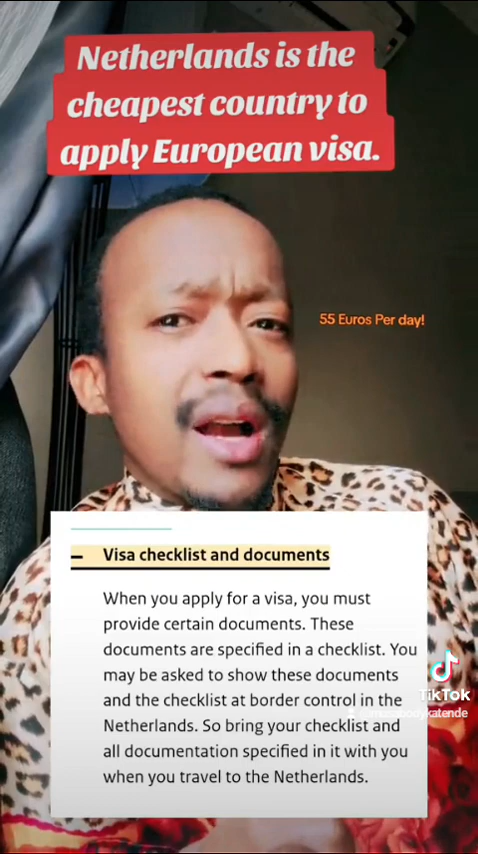 Netherlands is the
cheapest country to
apply European visa.
55 Euros Per day!
Visa checklist and documents
When you apply for a visa, you must
provide certain documents. These
documents are specified in a checklist. You
may be asked to show these documents
and the checklist at border control in the
Netherlands. So bring your checklist and
all documentation specified in it with you
when you travel to the Netherlands.
TikTok